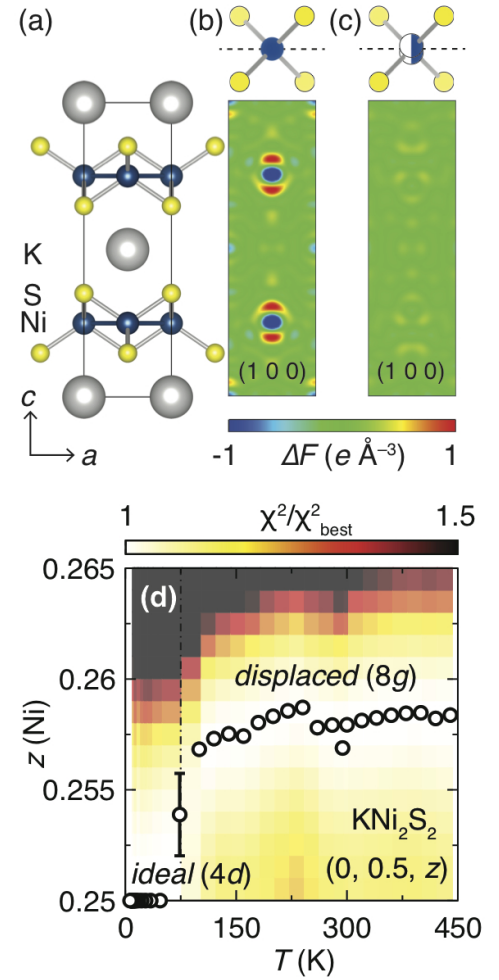 (a)
(b)
(c)
K
S
Ni
c
a
(1 0 0)
(1 0 0)
-1 ΔF (e Å⁻³) 1
1 χ²/χ²best 1.5
(d)
0.265
0.26
0.255
0.25
z (Ni)
displaced (8g)
KNi₂S₂
ideal (4d)
(0, 0.5, z)
0 150 300 450
T (K)